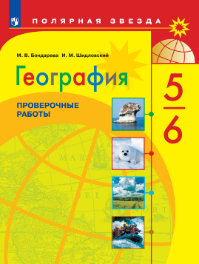 ПОЛЯРНАЯ ЗВЕЗДА
М. В. Бондарева И. М. Шидловский
География
ПРОВЕРОЧНЫЕ
РАБОТЫ
5/6